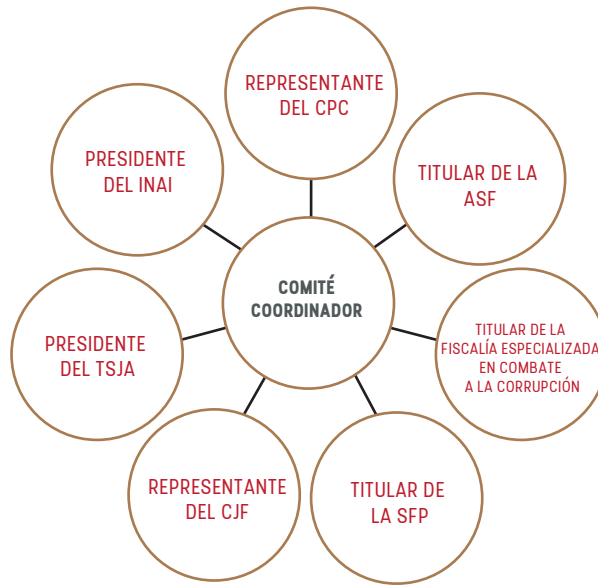 REPRESENTANTE
DEL CPC
PRESIDENTE
DEL INAI
TITULAR DE LA
ASF
COMITÉ
COORDINADOR
PRESIDENTE
DEL TSJA
TITULAR DE LA
FISCALÍA ESPECIALIZADA
EN COMBATE
A LA CORRUPCIÓN
REPRESENTANTE
DEL CJF
TITULAR DE
LA SFP